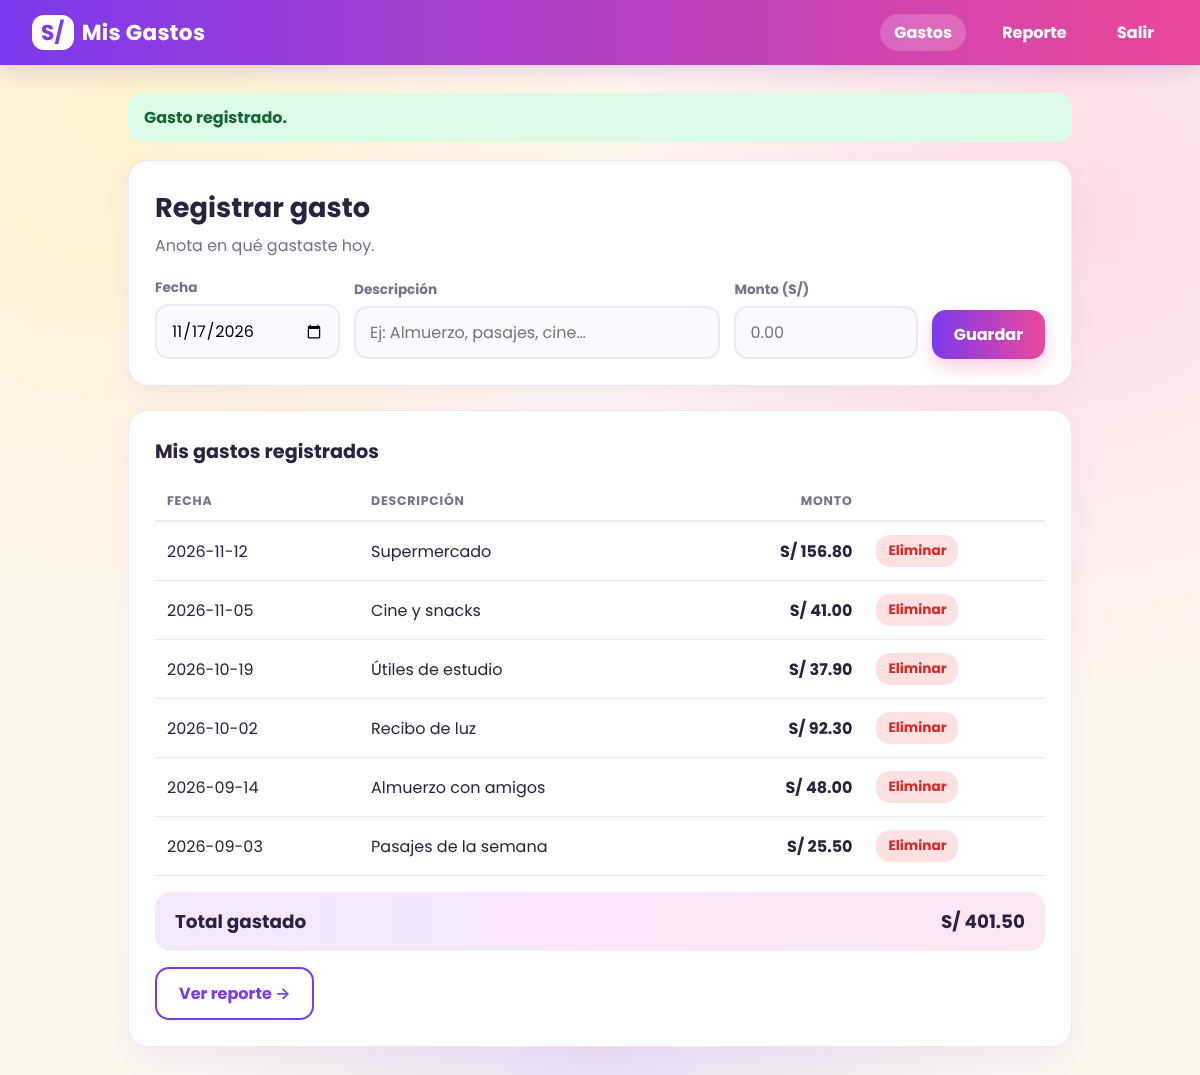 S/ Mis Gastos Gastos Reporte Salir
Gasto registrado.
Registrar gasto
Anota en qué gastaste hoy.
Fecha Descripción Monto (S/)
11/17/2026 Ej: Almuerzo, pasajes, cine... 0.00 Guardar
Mis gastos registrados
FECHA DESCRIPCIÓN MONTO
2026-11-12 Supermercado S/ 156.80 Eliminar
2026-11-05 Cine y snacks S/ 41.00 Eliminar
2026-10-19 Útiles de estudio S/ 37.90 Eliminar
2026-10-02 Recibo de luz S/ 92.30 Eliminar
2026-09-14 Almuerzo con amigos S/ 48.00 Eliminar
2026-09-03 Pasajes de la semana S/ 25.50 Eliminar
Total gastado S/ 401.50
Ver reporte →